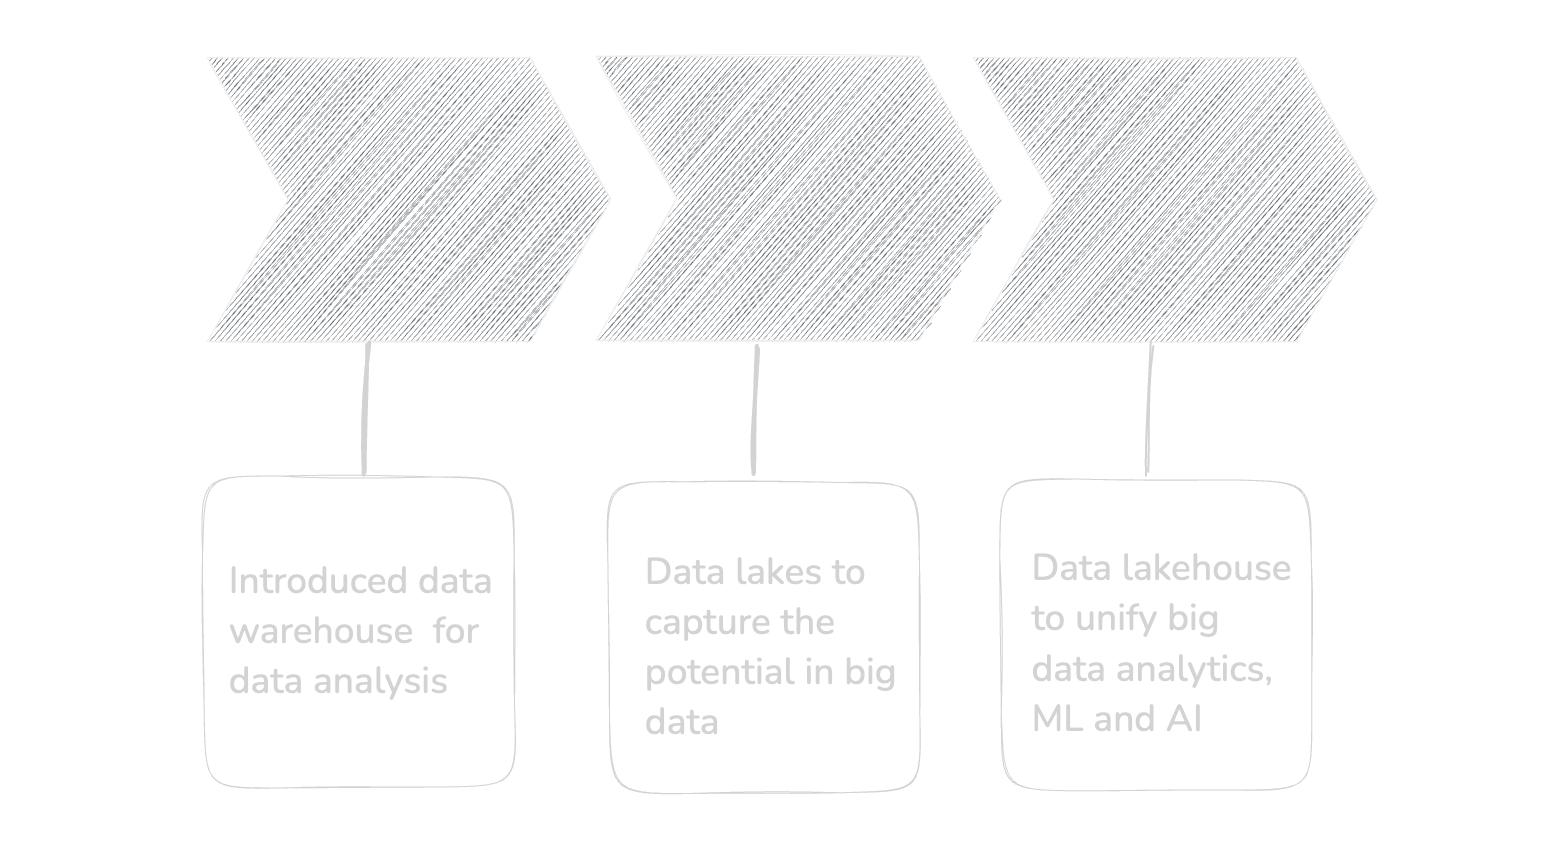 Introduced data
warehouse  for
data analysis
Data lakes to
capture the
potential in big
data
Data lakehouse
to unify big
data analytics,
ML and AI